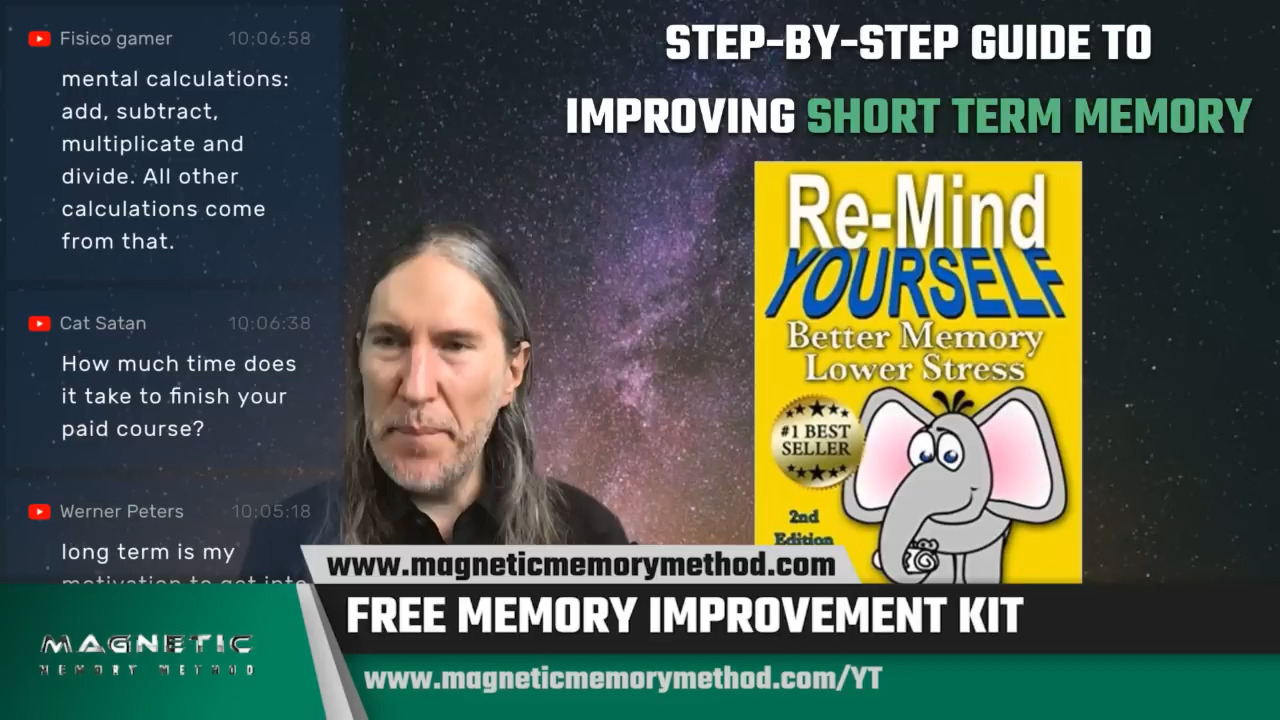 Fisico gamer 10:06:58
mental calculations:
add, subtract,
multiplicate and
divide. All other
calculations come
from that.
Cat Satan 10:06:38
How much time does
it take to finish your
paid course?
Werner Peters 10:05:18
long term is my
motivation to get into
STEP-BY-STEP GUIDE TO
IMPROVING SHORT TERM MEMORY
Re-Mind
YOURSELF
Better Memory
Lower Stress
#1 BEST
SELLER
2nd
Edition
www.magneticmemorymethod.com
FREE MEMORY IMPROVEMENT KIT
www.magneticmemorymethod.com/YT
MAGNETIC
MEMORY METHOD